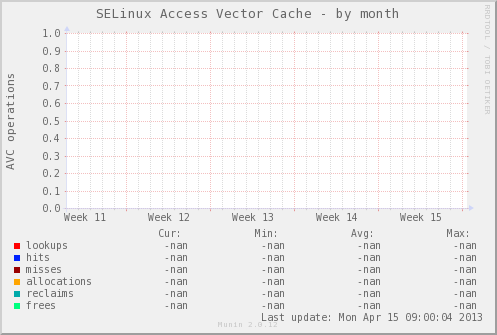 SELinux Access Vector Cache - by month
RRDTOOL / TOBI OETIKER
AVC operations
1.0
0.9
0.8
0.7
0.6
0.5
0.4
0.3
0.2
0.1
0.0
Week 11 Week 12 Week 13 Week 14 Week 15
Cur: Min: Avg: Max:
lookups -nan -nan -nan -nan
hits -nan -nan -nan -nan
misses -nan -nan -nan -nan
allocations -nan -nan -nan -nan
reclaims -nan -nan -nan -nan
frees -nan -nan -nan -nan
Last update: Mon Apr 15 09:00:04 2013
Munin 2.0.12